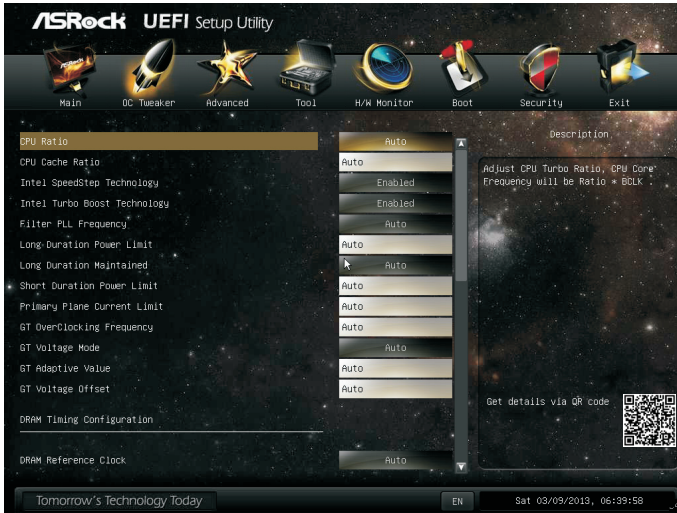 ASRock UEFI Setup Utility
ASRock
Main OC Tweaker Advanced Tool H/W Monitor Boot Security Exit
CPU Ratio Auto
CPU Cache Ratio Auto
Intel SpeedStep Technology Enabled
Intel Turbo Boost Technology Enabled
Filter PLL Frequency Auto
Long Duration Power Limit Auto
Long Duration Maintained Auto
Short Duration Power Limit Auto
Primary Plane Current Limit Auto
GT OverClocking Frequency Auto
GT Voltage Mode Auto
GT Adaptive Value Auto
GT Voltage Offset Auto
DRAM Timing Configuration
DRAM Reference Clock Auto
Description
Adjust CPU Turbo Ratio, CPU Core
Frequency will be Ratio * BCLK
Get details via QR code
Tomorrow's Technology Today EN Sat 03/09/2013, 06:39:58